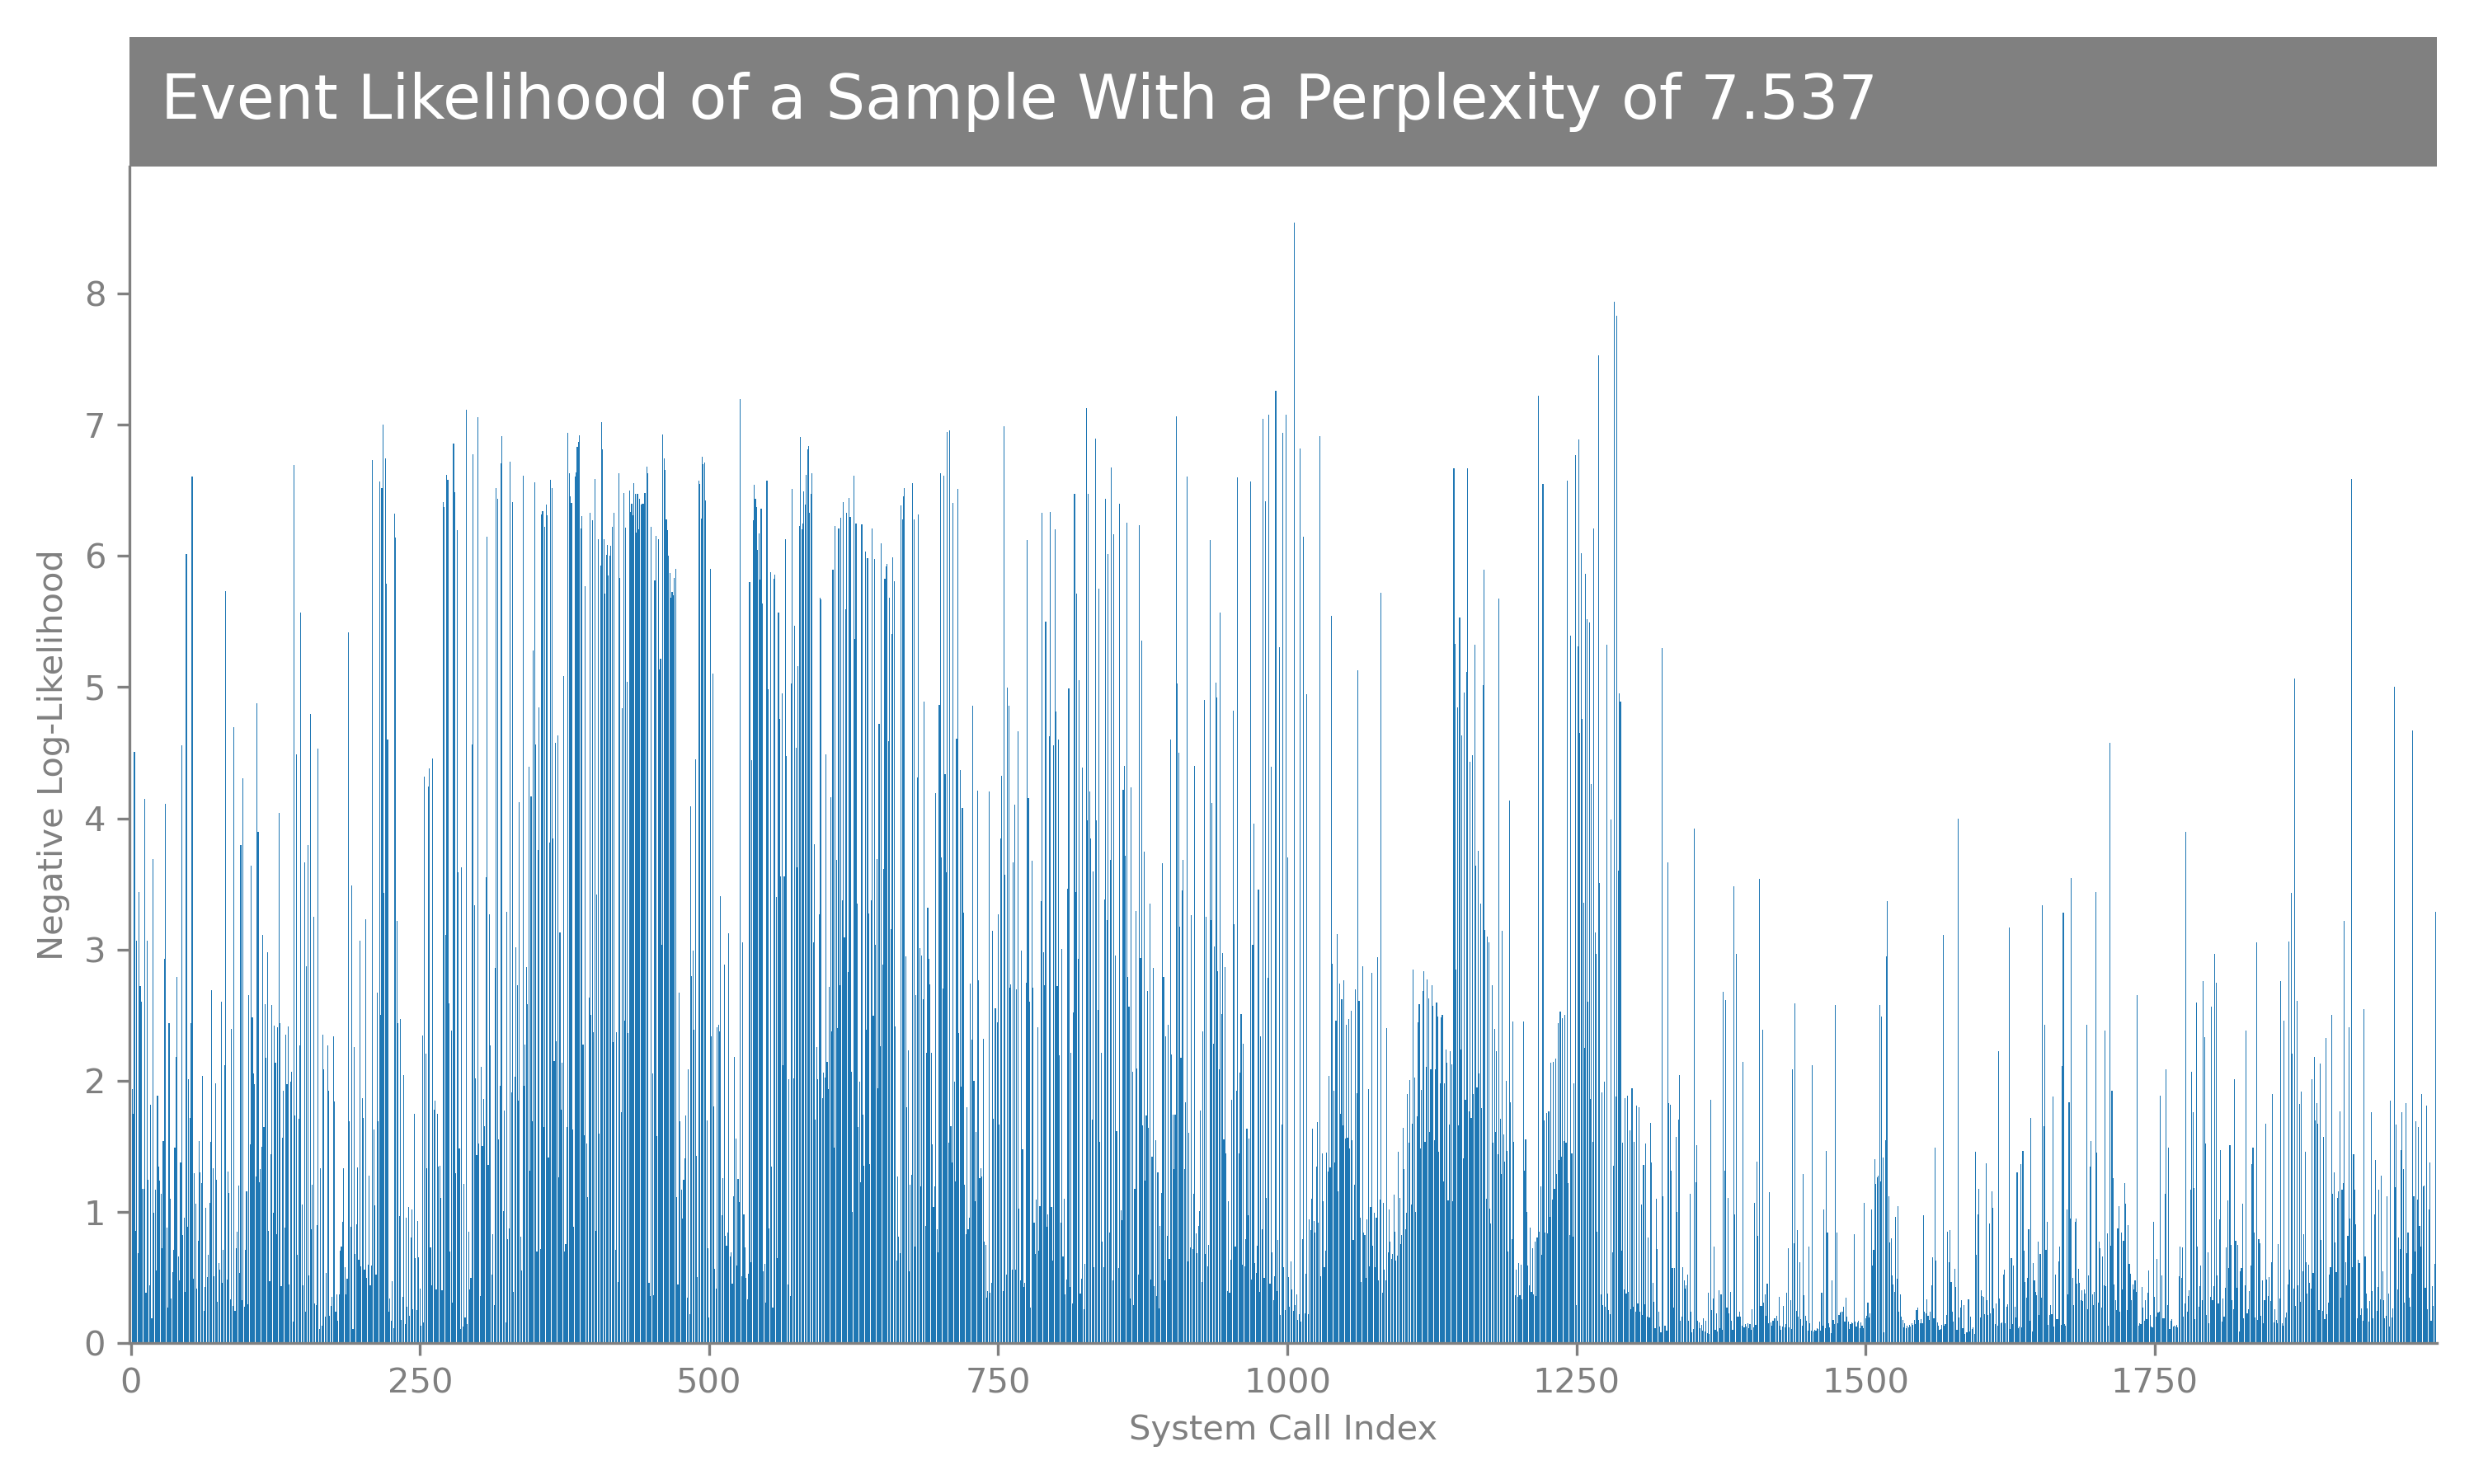 Event Likelihood of a Sample With a Perplexity of 7.537
8
7
6
5
4
3
2
1
0
Negative Log-Likelihood
0 250 500 750 1000 1250 1500 1750
System Call Index